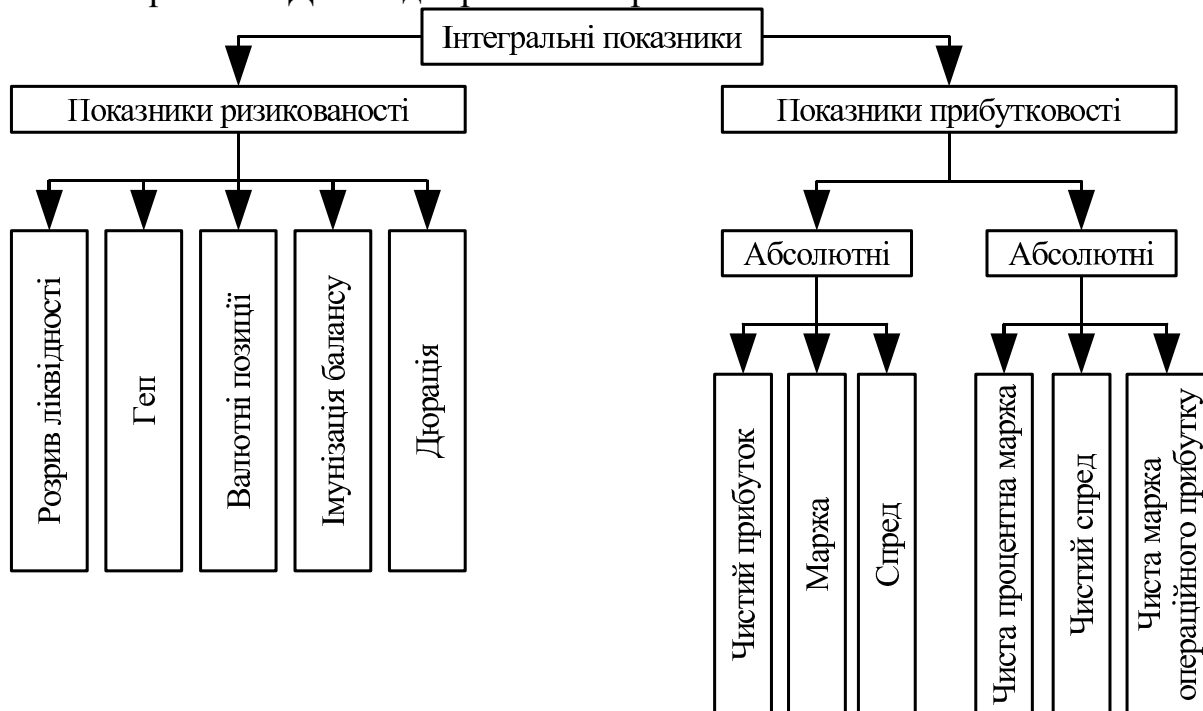 Інтегральні показники
Показники ризикованості
Показники прибутковості
Розрив ліквідності
Геп
Валютні позиції
Імунізація балансу
Дюрація
Абсолютні
Абсолютні
Чистий прибуток
Маржа
Спред
Чиста процентна маржа
Чистий спред
Чиста маржа
операційного прибутку